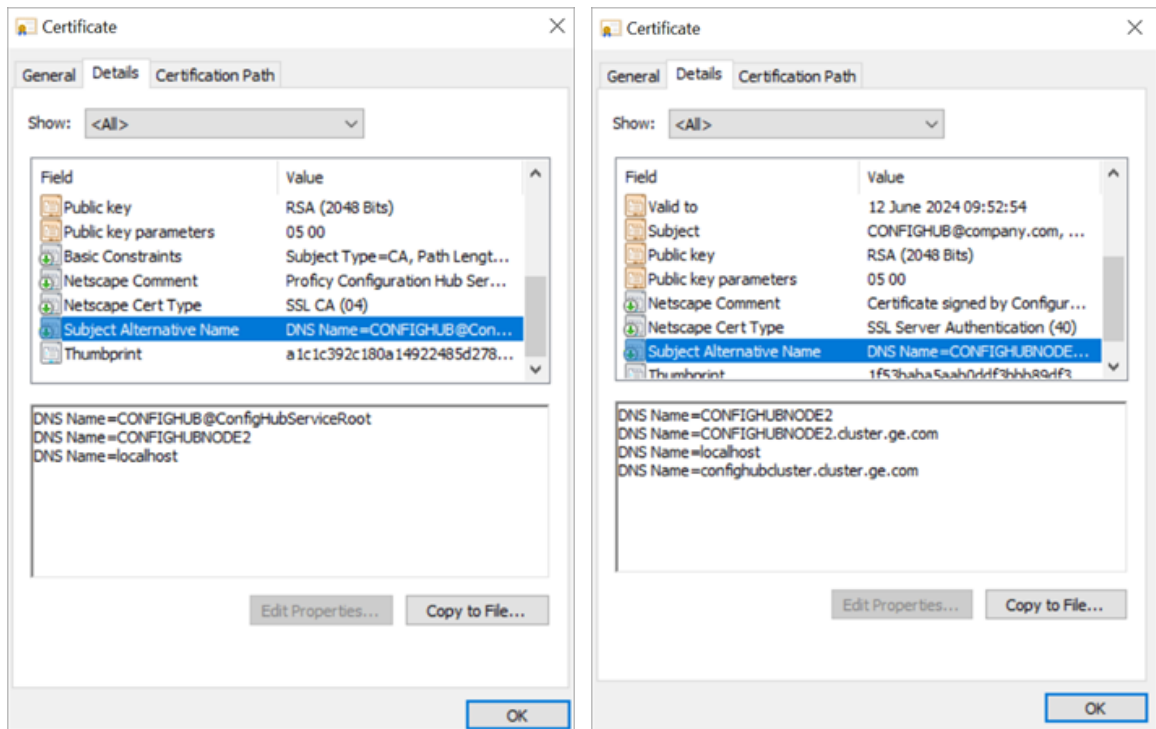 Certificate
General Details Certification Path
Show: <All>
Field Value
Public key RSA (2048 Bits)
Public key parameters 05 00
Basic Constraints Subject Type=CA, Path Lengt...
Netscape Comment Proficy Configuration Hub Ser...
Netscape Cert Type SSL CA (04)
Subject Alternative Name DNS Name=CONFIGHUB@Con...
Thumbprint a1c1c392c180a14922485d278...
DNS Name=CONFIGHUB@ConfigHubServiceRoot
DNS Name=CONFIGHUBNODE2
DNS Name=localhost
Edit Properties... Copy to File...
OK
Certificate
General Details Certification Path
Show: <All>
Field Value
Valid to 12 June 2024 09:52:54
Subject CONFIGHUB@company.com, ...
Public key RSA (2048 Bits)
Public key parameters 05 00
Netscape Comment Certificate signed by Configur...
Netscape Cert Type SSL Server Authentication (40)
Subject Alternative Name DNS Name=CONFIGHUBNODE...
Thumbprint 1f53baba5aab0ddf3bbb89df3
DNS Name=CONFIGHUBNODE2
DNS Name=CONFIGHUBNODE2.cluster.ge.com
DNS Name=localhost
DNS Name=confighubcluster.cluster.ge.com
Edit Properties... Copy to File...
OK